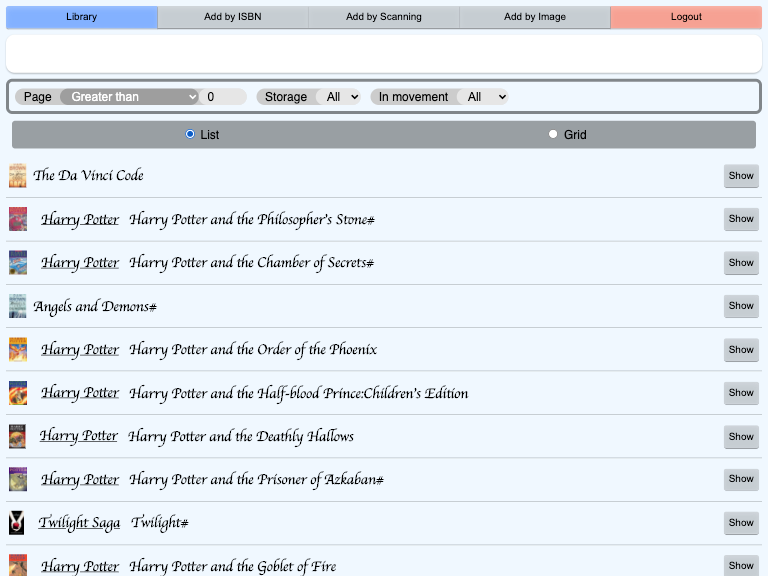 Library Add by ISBN Add by Scanning Add by Image Logout
Page Greater than 0 Storage All In movement All
List Grid
The Da Vinci Code Show
Harry Potter Harry Potter and the Philosopher's Stone# Show
Harry Potter Harry Potter and the Chamber of Secrets# Show
Angels and Demons# Show
Harry Potter Harry Potter and the Order of the Phoenix Show
Harry Potter Harry Potter and the Half-blood Prince:Children's Edition Show
Harry Potter Harry Potter and the Deathly Hallows Show
Harry Potter Harry Potter and the Prisoner of Azkaban# Show
Twilight Saga Twilight# Show
Harry Potter Harry Potter and the Goblet of Fire Show